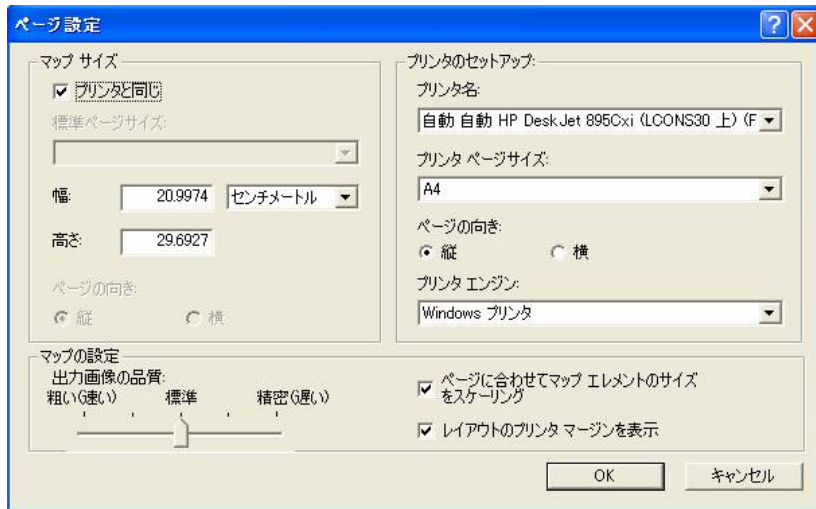 ページ設定
マップ サイズ
プリンタと同じ
標準ページサイズ:
幅: 20.9974 センチメートル
高さ: 29.6927
ページの向き:
縦 横
プリンタのセットアップ:
プリンタ名:
自動 自動 HP DeskJet 895Cxi (LCONS30 上) (F
プリンタ ページサイズ:
A4
ページの向き:
縦 横
プリンタ エンジン:
Windows プリンタ
マップの設定
出力画像の品質:
粗い(速い) 標準 精密(遅い)
ページに合わせてマップ エレメントのサイズ
をスケーリング
レイアウトのプリンタ マージンを表示
OK キャンセル